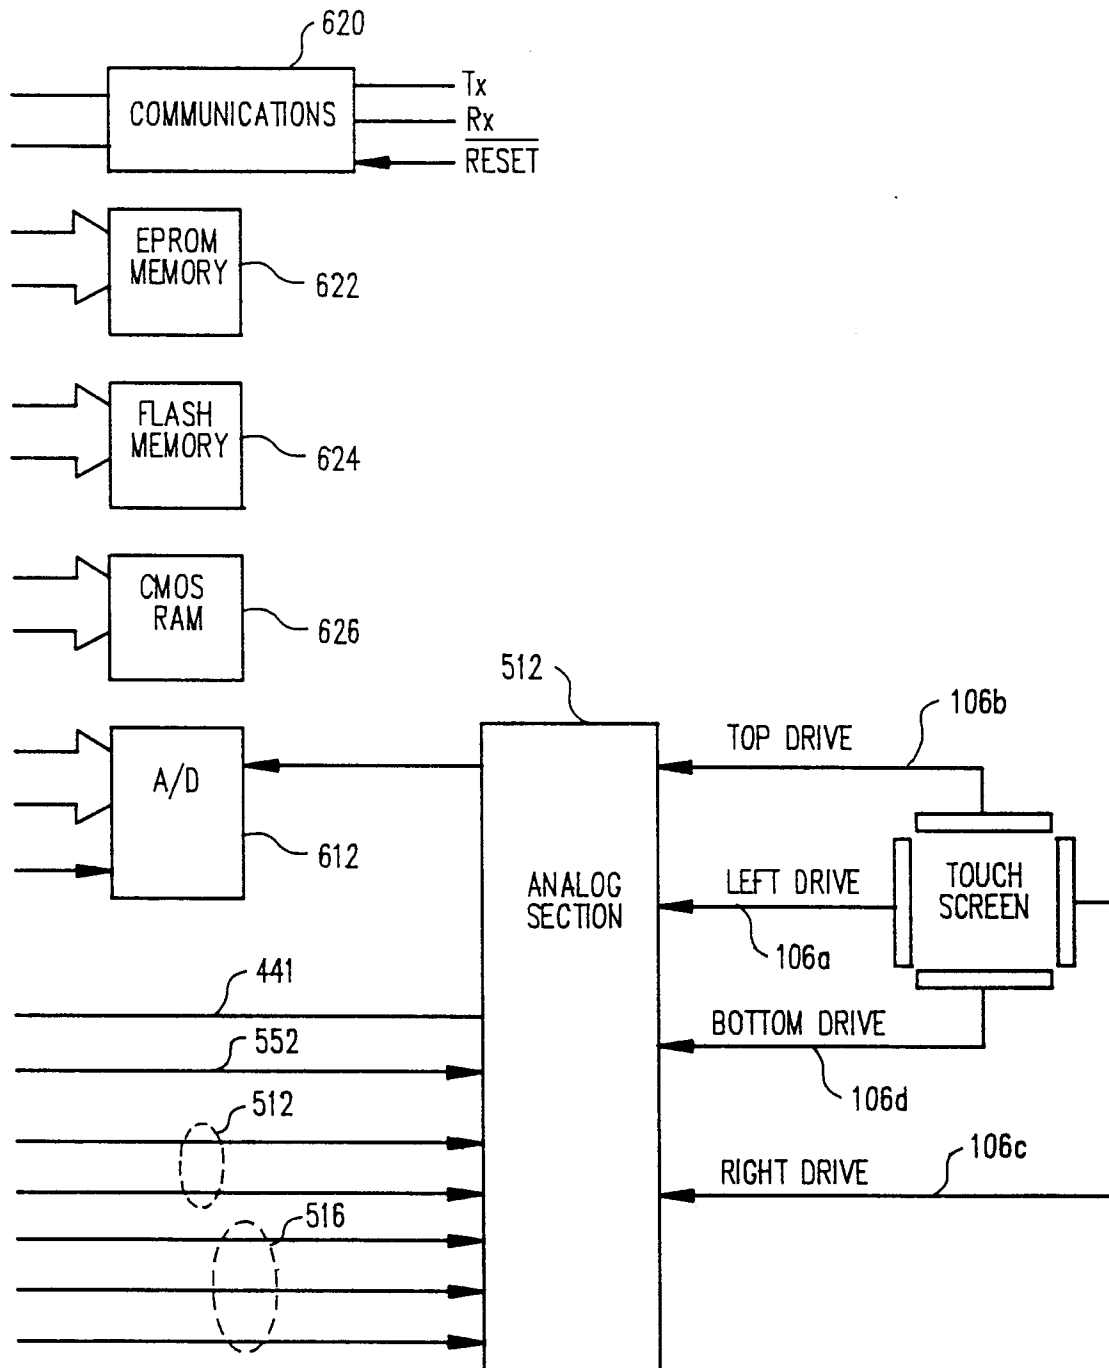 620
COMMUNICATIONS
Tx
Rx
RESET
EPROM
MEMORY
622
FLASH
MEMORY
624
CMOS
RAM
626
512
106b
TOP DRIVE
A/D
612
ANALOG
SECTION
LEFT DRIVE
106a
TOUCH
SCREEN
441
BOTTOM DRIVE
552
106d
512
106c
RIGHT DRIVE
516